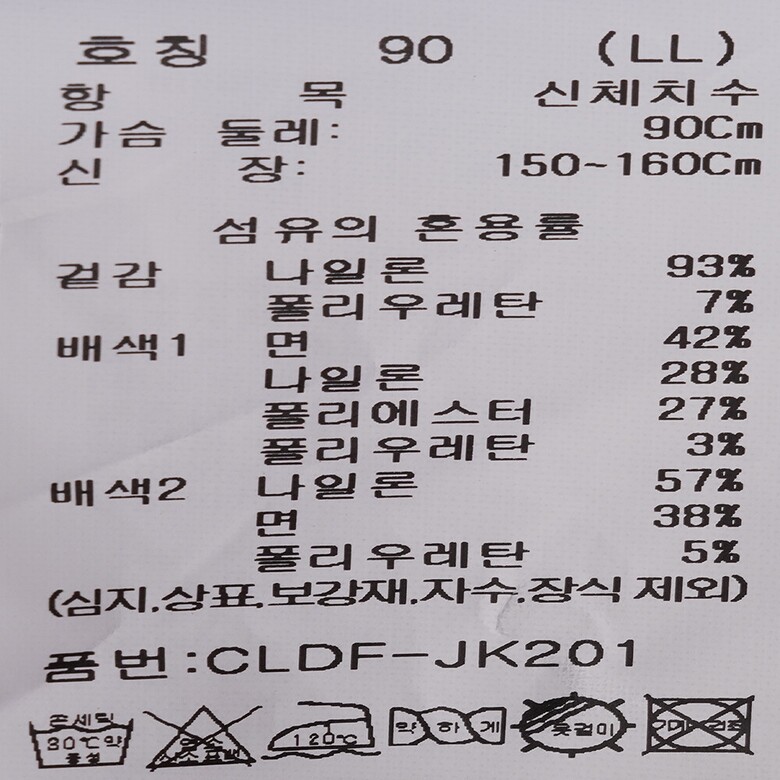 호칭 90 (LL)
항 목 신체치수
가슴 둘레: 90Cm
신 장: 150~160Cm
섬유의 혼용률
겉감 나일론 93%
폴리우레탄 7%
배색1 면 42%
나일론 28%
폴리에스터 27%
폴리우레탄 3%
배색2 나일론 57%
면 38%
폴리우레탄 5%
(심지.상표.보강재.자수.장식 제외)
품번:CLDF-JK201
30℃약 120℃ 약하게 옷걸이
중성